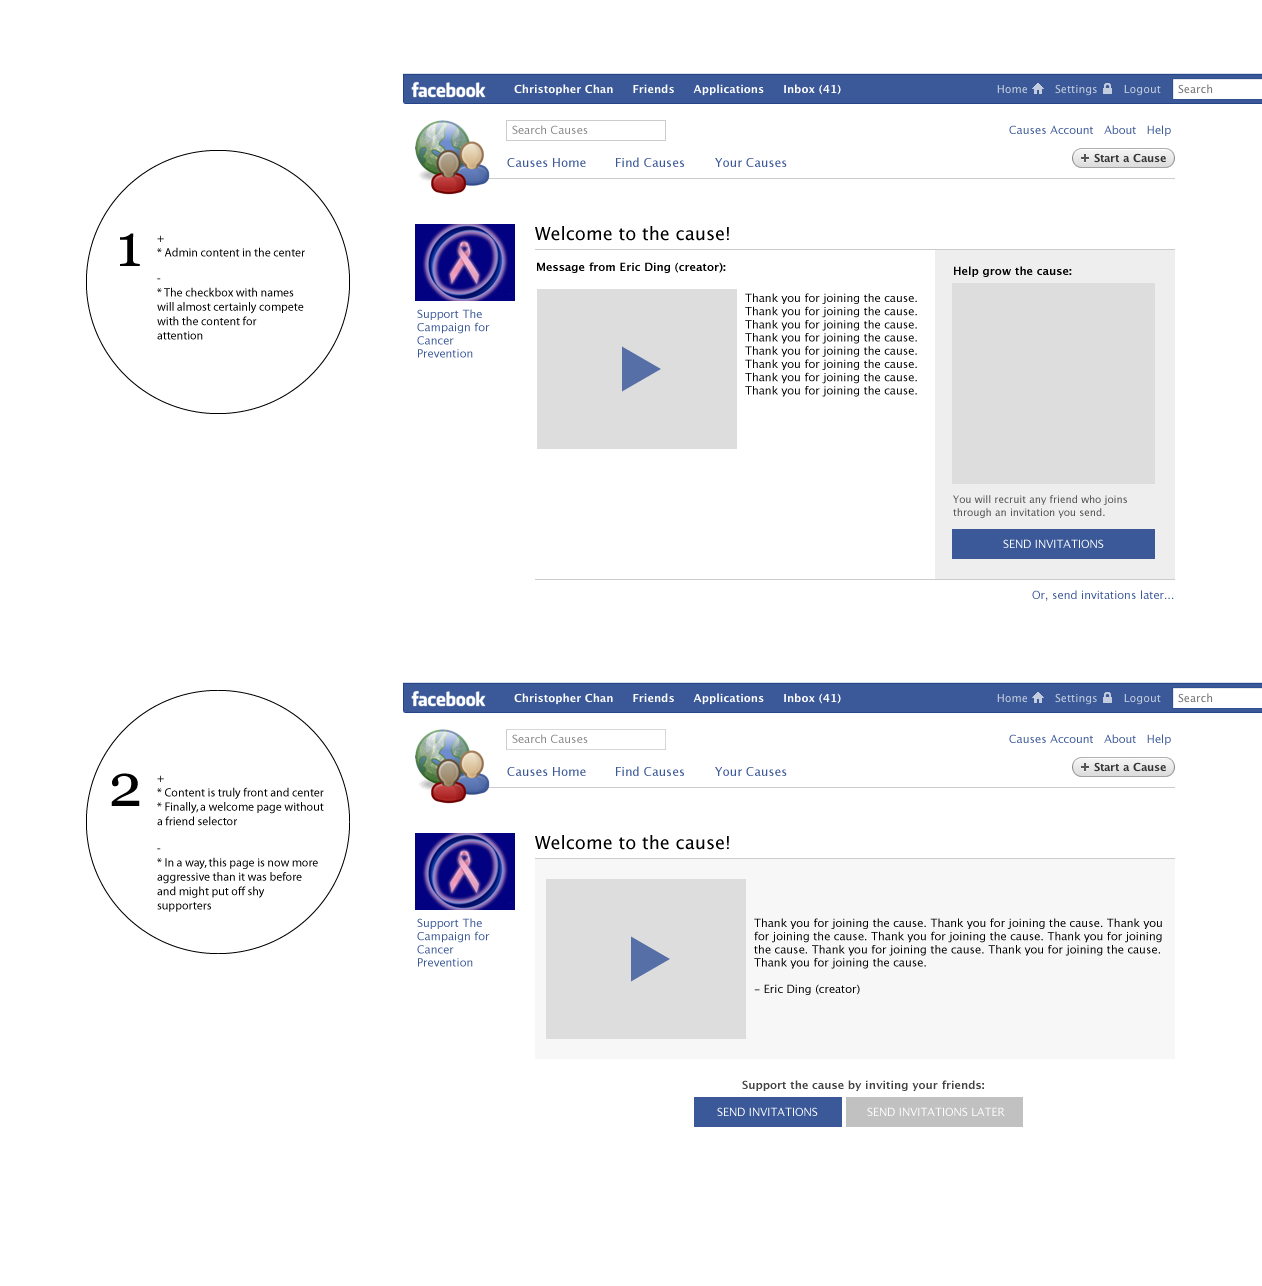 facebook Christopher Chan Friends Applications Inbox (41) Home Settings Logout Search
Search Causes
Causes Account About Help
Causes Home Find Causes Your Causes
+ Start a Cause
1
+
* Admin content in the center
-
* The checkbox with names
will almost certainly compete
with the content for
attention
Support The
Campaign for
Cancer
Prevention
Welcome to the cause!
Message from Eric Ding (creator):
Thank you for joining the cause.
Thank you for joining the cause.
Thank you for joining the cause.
Thank you for joining the cause.
Thank you for joining the cause.
Thank you for joining the cause.
Thank you for joining the cause.
Thank you for joining the cause.
Help grow the cause:
You will recruit any friend who joins
through an invitation you send.
SEND INVITATIONS
Or, send invitations later...
facebook Christopher Chan Friends Applications Inbox (41) Home Settings Logout Search
Search Causes
Causes Account About Help
Causes Home Find Causes Your Causes
+ Start a Cause
2
+
* Content is truly front and center
* Finally, a welcome page without
a friend selector
-
* In a way, this page is now more
aggressive than it was before
and might put off shy
supporters
Support The
Campaign for
Cancer
Prevention
Welcome to the cause!
Thank you for joining the cause. Thank you for joining the cause. Thank you
for joining the cause. Thank you for joining the cause. Thank you for joining
the cause. Thank you for joining the cause. Thank you for joining the cause.
Thank you for joining the cause.
– Eric Ding (creator)
Support the cause by inviting your friends:
SEND INVITATIONS
SEND INVITATIONS LATER